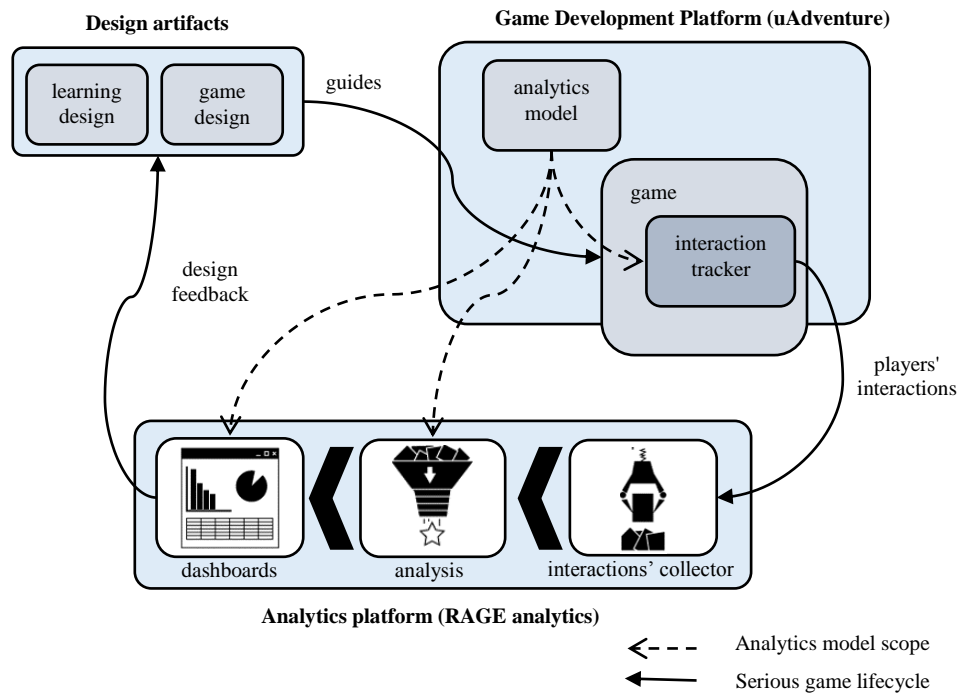 Design artifacts
Game Development Platform (uAdventure)
learning
design
game
design
guides
analytics
model
game
interaction
tracker
design
feedback
players'
interactions
dashboards
analysis
interactions’ collector
Analytics platform (RAGE analytics)
Analytics model scope
Serious game lifecycle